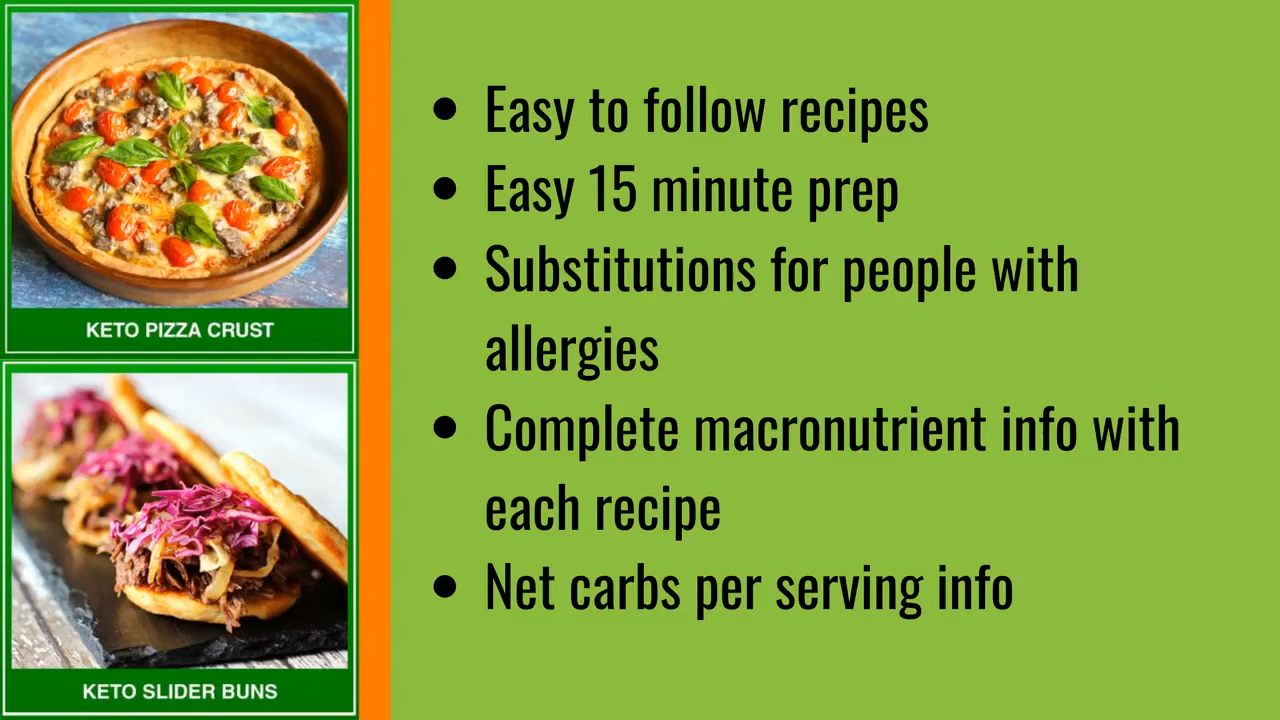 KETO PIZZA CRUST
KETO SLIDER BUNS
• Easy to follow recipes
• Easy 15 minute prep
• Substitutions for people with
allergies
• Complete macronutrient info with
each recipe
• Net carbs per serving info